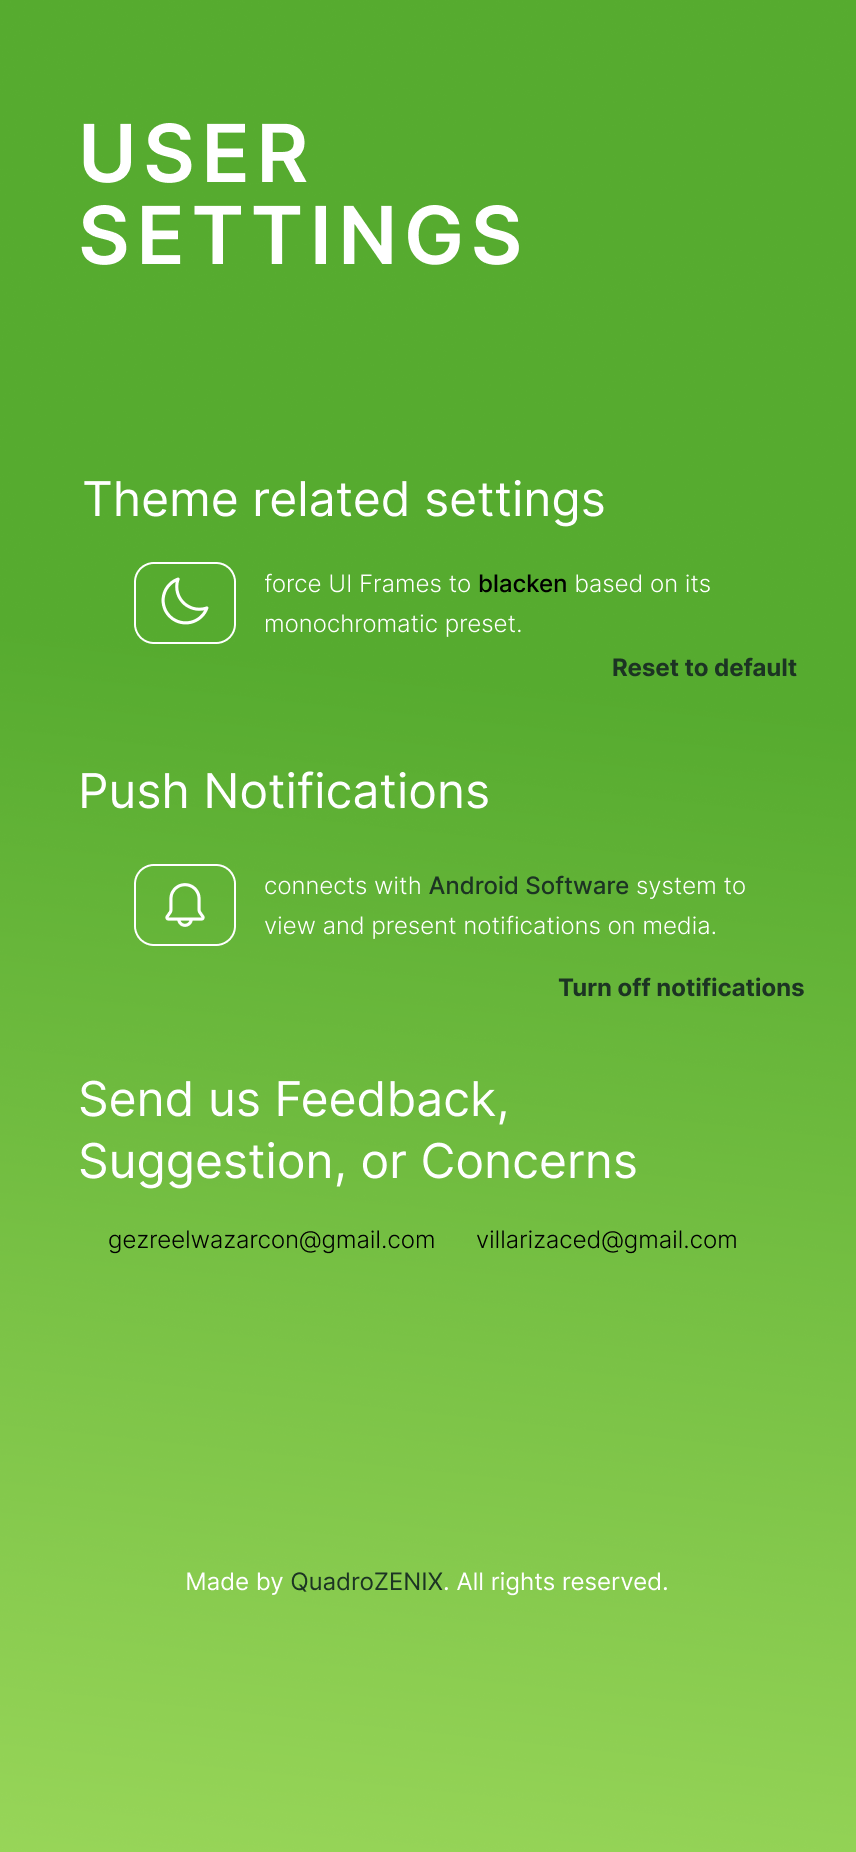 USER
SETTINGS
Theme related settings
force UI Frames to blacken based on its
monochromatic preset.
Reset to default
Push Notifications
connects with Android Software system to
view and present notifications on media.
Turn off notifications
Send us Feedback,
Suggestion, or Concerns
gezreelwazarcon@gmail.com villarizaced@gmail.com
Made by QuadroZENIX. All rights reserved.